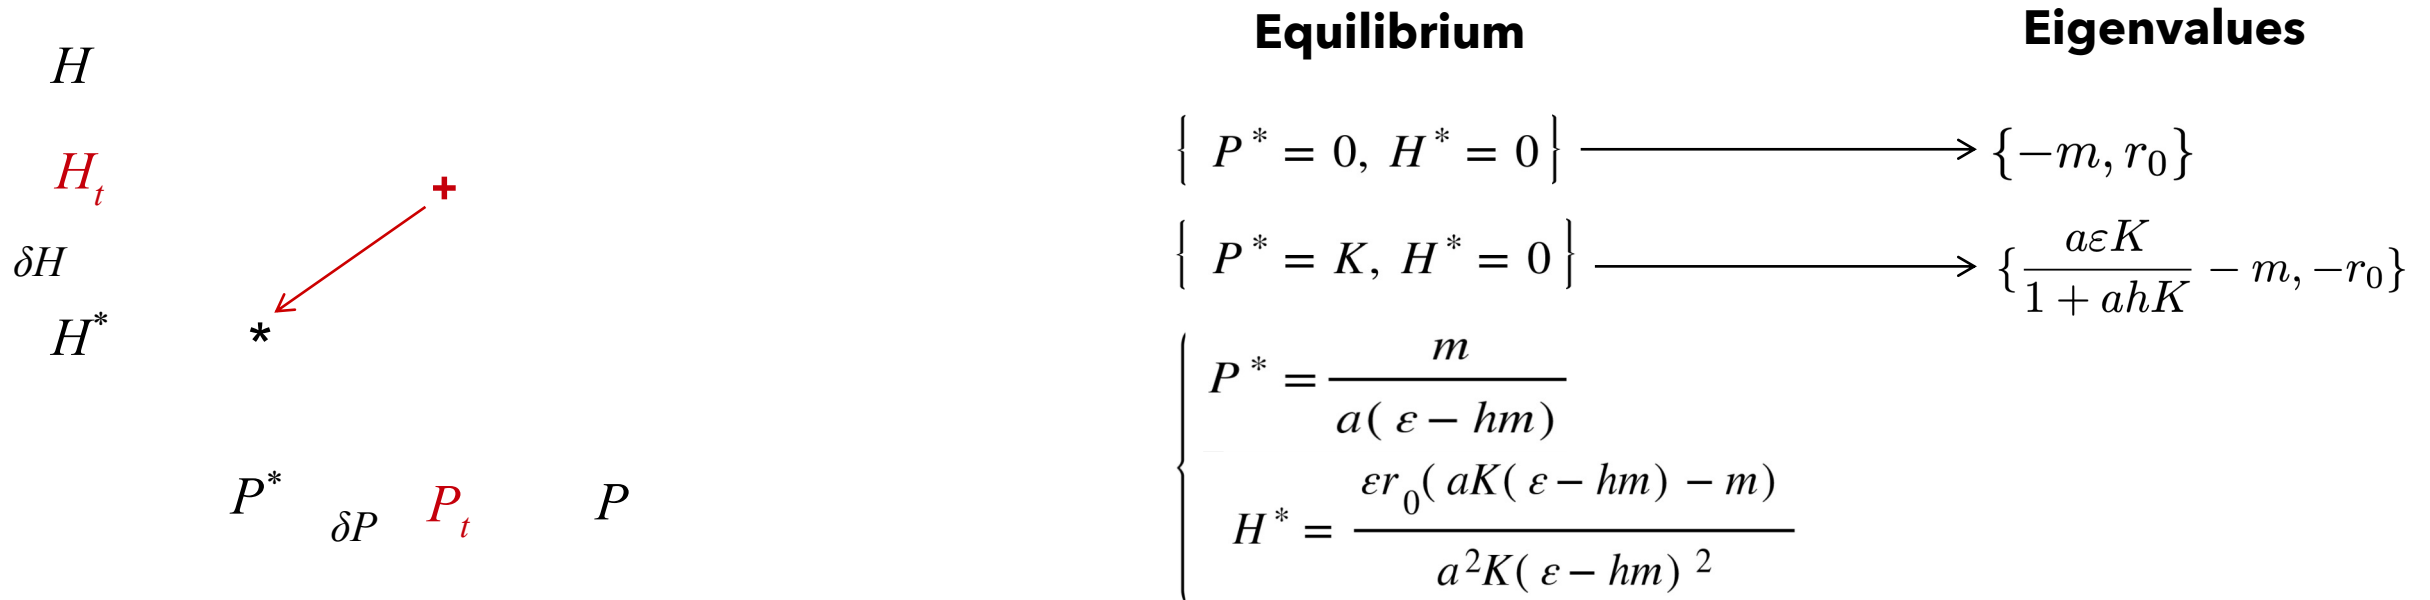 H
H_t
δH
H*
+
*
P* δP P_t P
Equilibrium
{ P* = 0, H* = 0 }
{ P* = K, H* = 0 }
{ P* = m / a( ε − hm)
H* = εr_0( aK( ε − hm) − m) / a²K( ε − hm) ²
Eigenvalues
{−m, r_0}
{ aεK / 1 + ahK − m, −r_0}